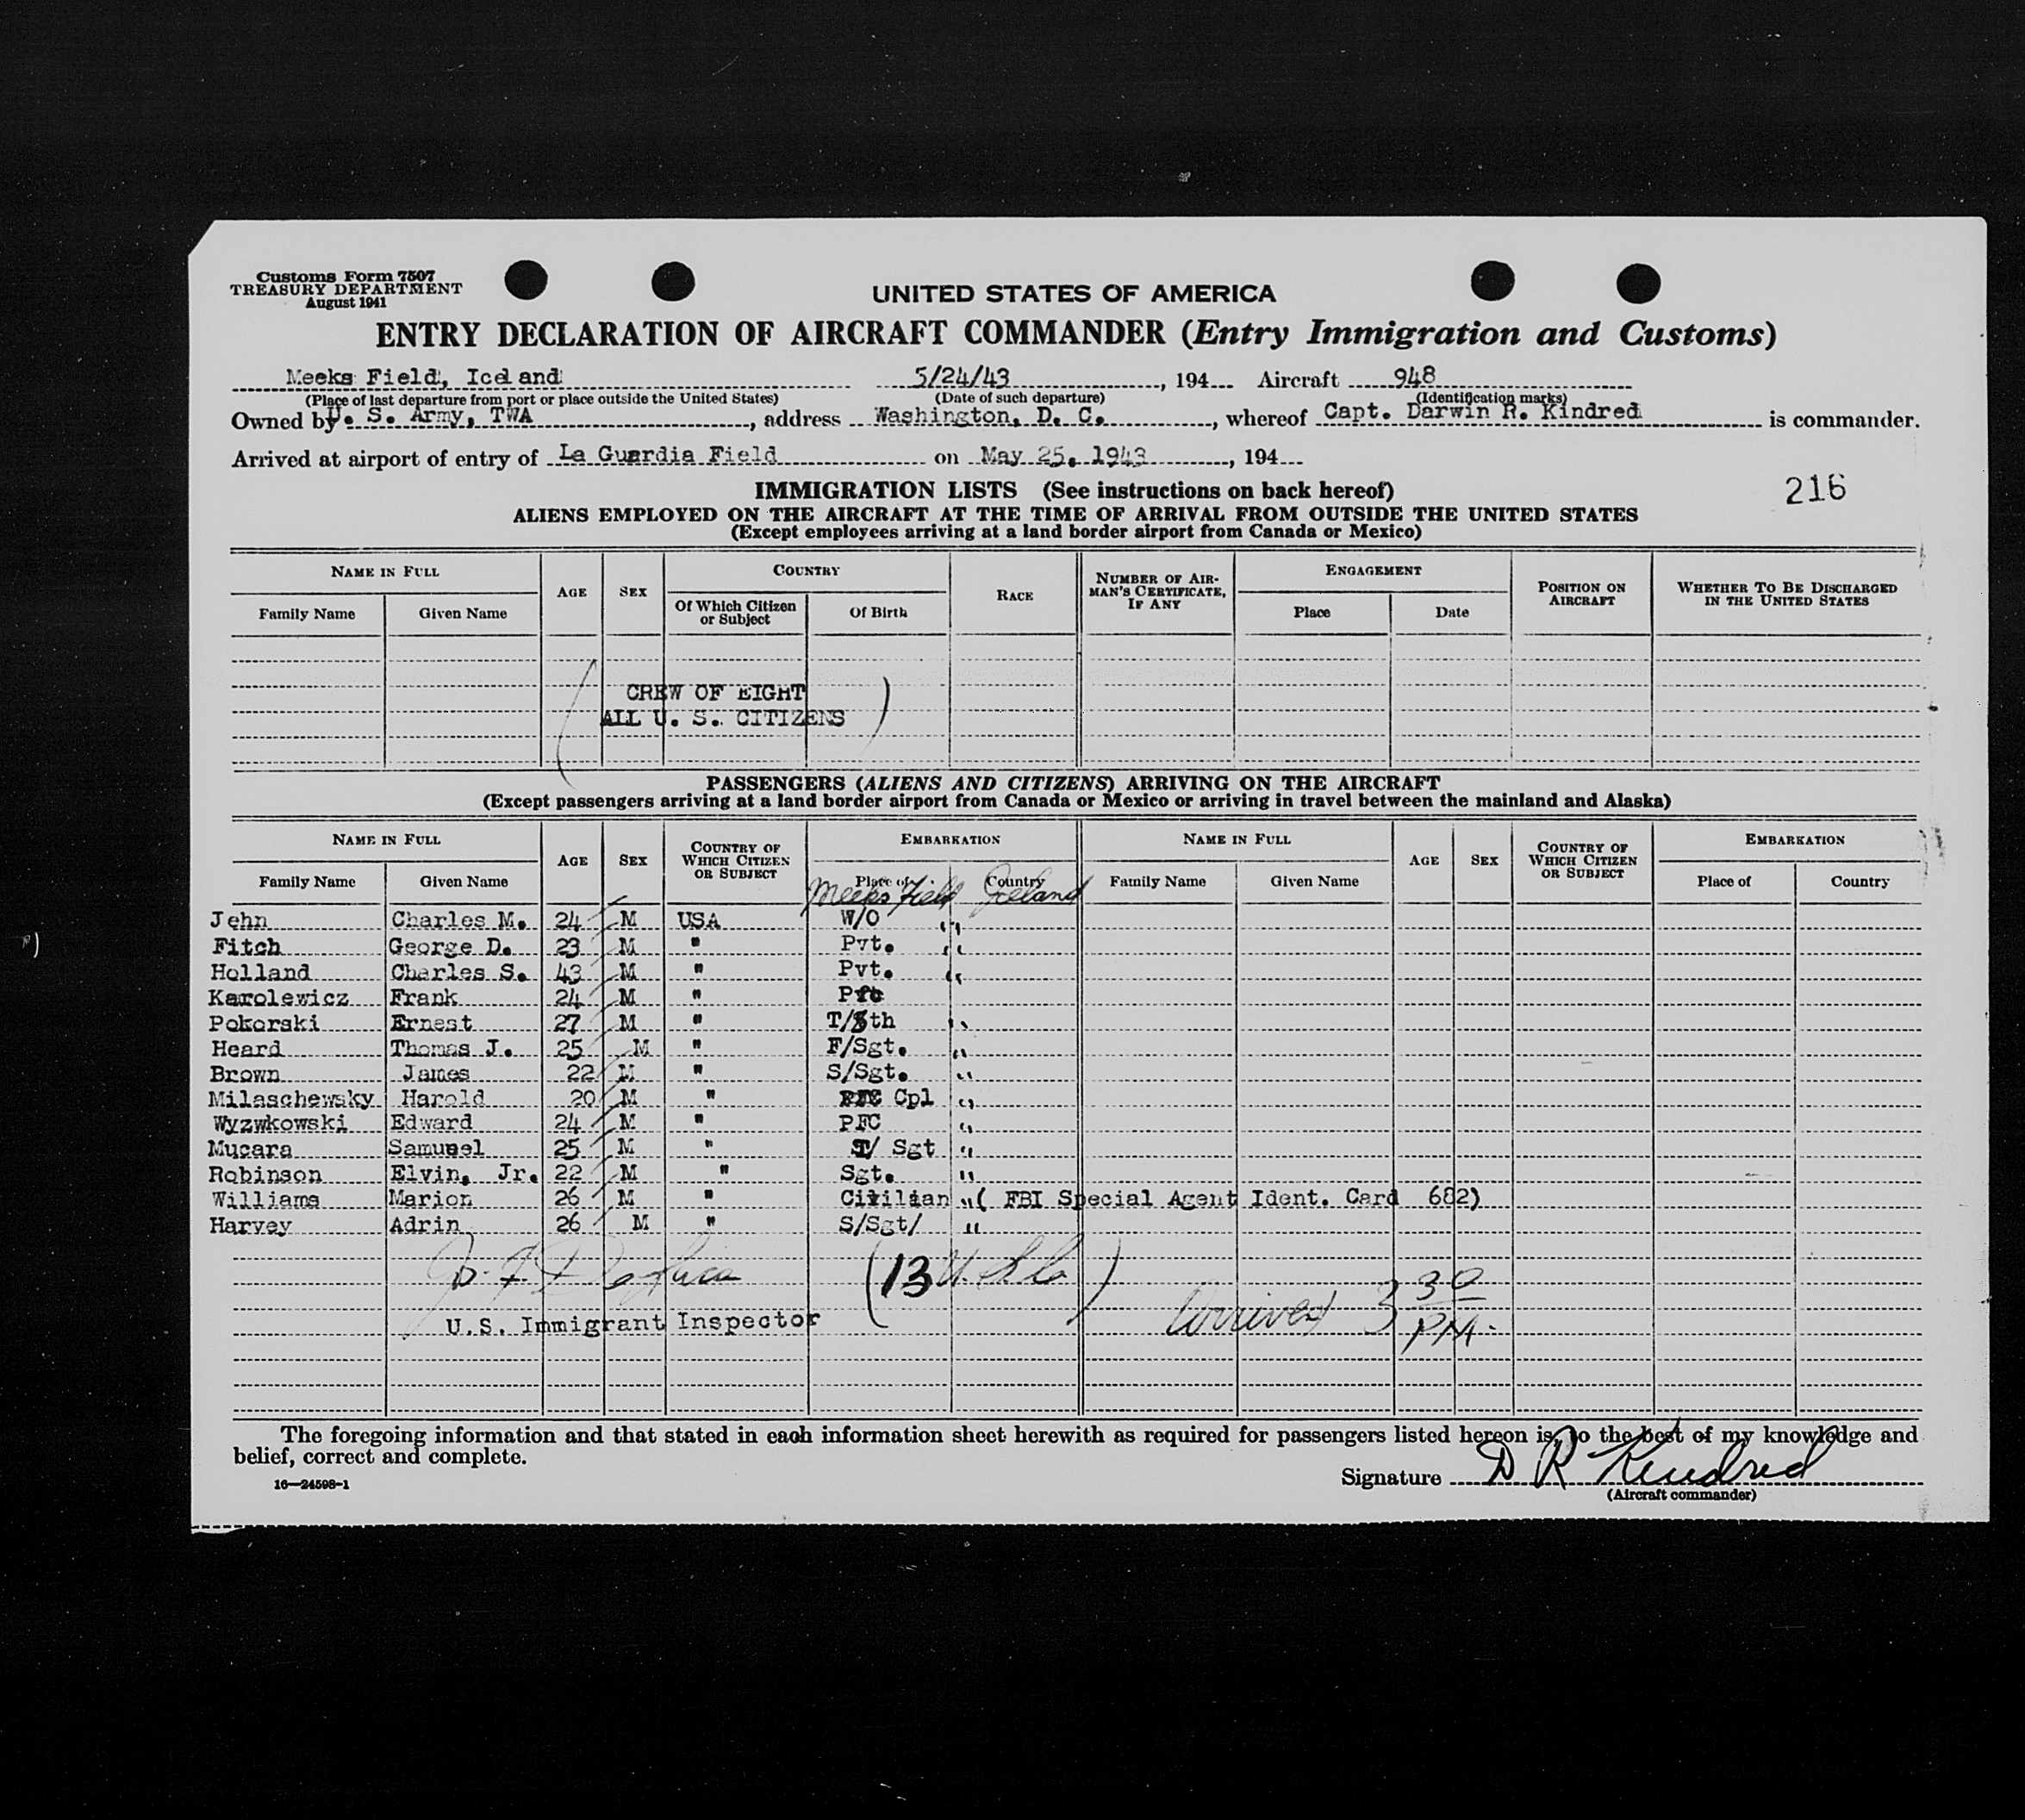 Customs Form 7507
TREASURY DEPARTMENT
August 1941
UNITED STATES OF AMERICA
ENTRY DECLARATION OF AIRCRAFT COMMANDER (Entry Immigration and Customs)
Meeks Field, Iceland 5/24/43, 194 Aircraft 948
(Place of last departure from port or place outside the United States) (Date of such departure) (Identification marks)
Owned by U. S. Army, TWA, address Washington, D. C., whereof Capt. Darwin R. Kindred is commander.
Arrived at airport of entry of La Guardia Field on May 25, 1943, 194
216
IMMIGRATION LISTS (See instructions on back hereof)
ALIENS EMPLOYED ON THE AIRCRAFT AT THE TIME OF ARRIVAL FROM OUTSIDE THE UNITED STATES
(Except employees arriving at a land border airport from Canada or Mexico)
NAME IN FULL AGE SEX COUNTRY RACE NUMBER OF AIRMAN'S CERTIFICATE, IF ANY ENGAGEMENT POSITION ON AIRCRAFT WHETHER TO BE DISCHARGED IN THE UNITED STATES
Family Name Given Name Of Which Citizen or Subject Of Birth Place Date
CREW OF EIGHT
ALL U. S. CITIZENS
PASSENGERS (ALIENS AND CITIZENS) ARRIVING ON THE AIRCRAFT
(Except passengers arriving at a land border airport from Canada or Mexico or arriving in travel between the mainland and Alaska)
NAME IN FULL AGE SEX COUNTRY OF WHICH CITIZEN OR SUBJECT EMBARKATION NAME IN FULL AGE SEX COUNTRY OF WHICH CITIZEN OR SUBJECT EMBARKATION
Family Name Given Name Place of Country Family Name Given Name Place of Country
Meeks Field Iceland
Jehn Charles M. 24 M USA W/O "
Fitch George D. 23 M " Pvt. "
Holland Charles S. 43 M " Pvt. "
Karolewicz Frank 24 M " Pfc
Pokorski Ernest 27 M " T/5th "
Heard Thomas J. 25 M " F/Sgt. "
Brown James 22 M " S/Sgt. "
Milaschewsky Harold 20 M " Cpl "
Wyzwkowski Edward 24 M " PFC "
Mucara Samuel 25 M " T/ Sgt "
Robinson Elvin, Jr. 22 M " Sgt. "
Williams Marion 26 M " Civilian " ( FBI Special Agent Ident. Card 682)
Harvey Adrin 26 M " S/Sgt/ "
(13 )
Arrived 3 30 PM.
U.S. Immigrant Inspector
The foregoing information and that stated in each information sheet herewith as required for passengers listed hereon is, to the best of my knowledge and
belief, correct and complete.
16—24598-1
Signature D R Kindred
(Aircraft commander)